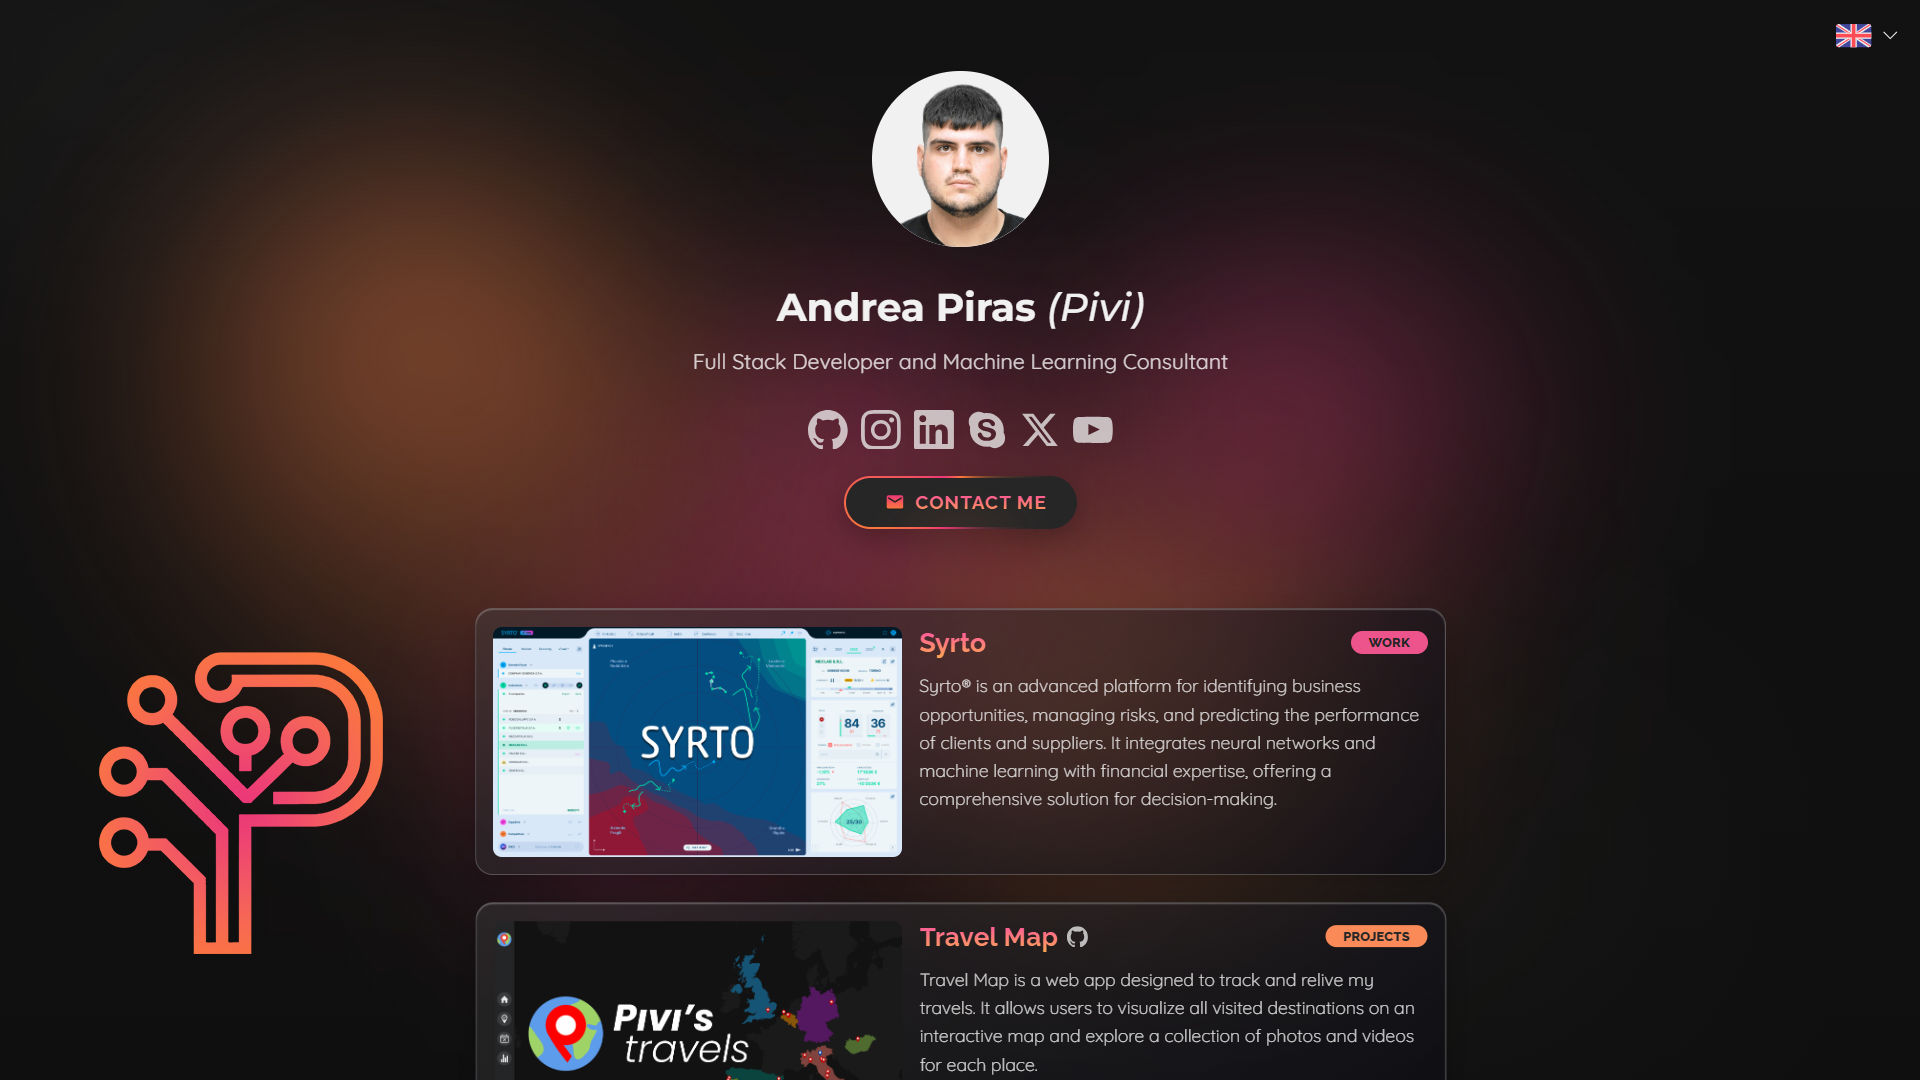 Andrea Piras (Pivi)
Full Stack Developer and Machine Learning Consultant
CONTACT ME
SYRTO
Syrto
WORK
Syrto® is an advanced platform for identifying business
opportunities, managing risks, and predicting the performance
of clients and suppliers. It integrates neural networks and
machine learning with financial expertise, offering a
comprehensive solution for decision-making.
84 36
Travel Map
PROJECTS
Travel Map is a web app designed to track and relive my
travels. It allows users to visualize all visited destinations on an
interactive map and explore a collection of photos and videos
for each place.
Pivi's
travels